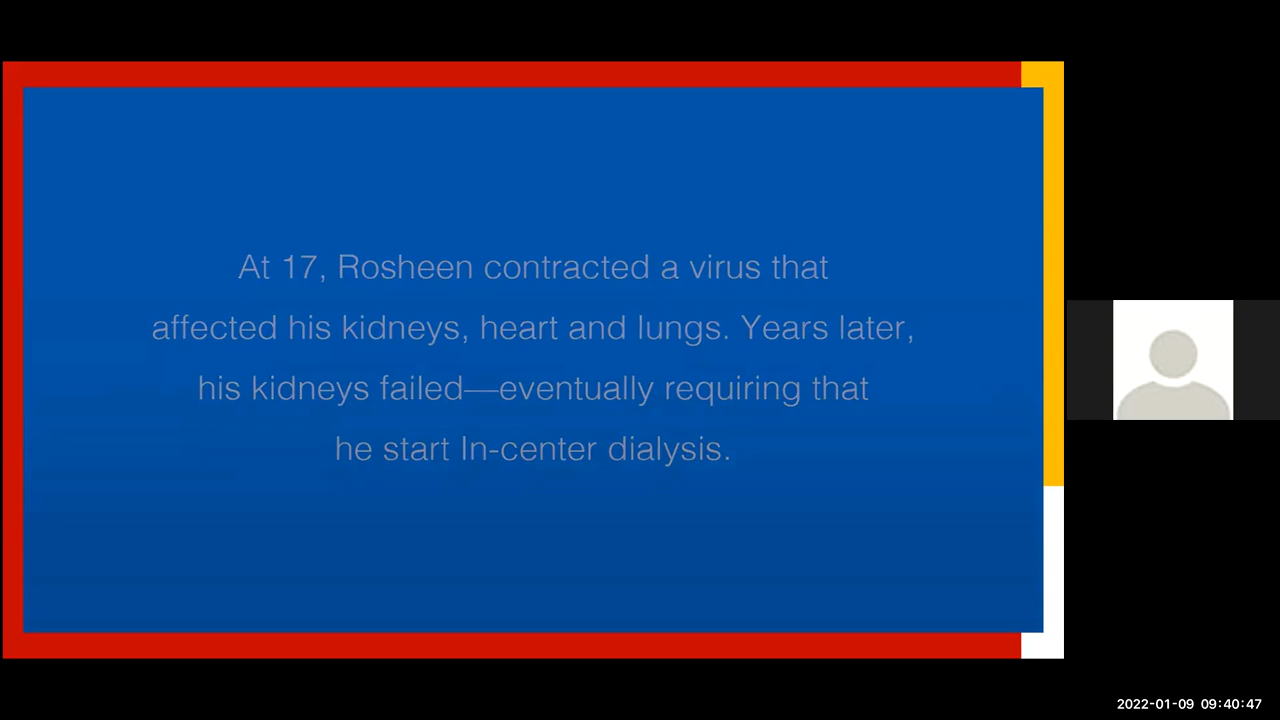 At 17, Rosheen contracted a virus that
affected his kidneys, heart and lungs. Years later,
his kidneys failed—eventually requiring that
he start In-center dialysis.
2022-01-09 09:40:47